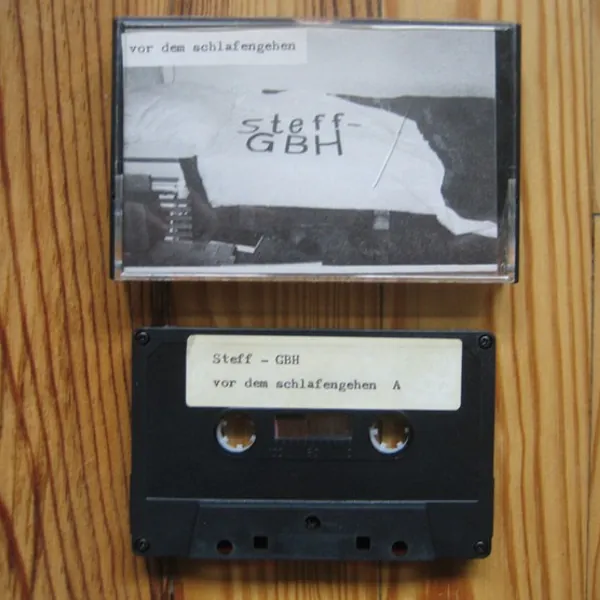 vor dem schlafengehen
steff-
GBH
Steff - GBH
vor dem schlafengehen A